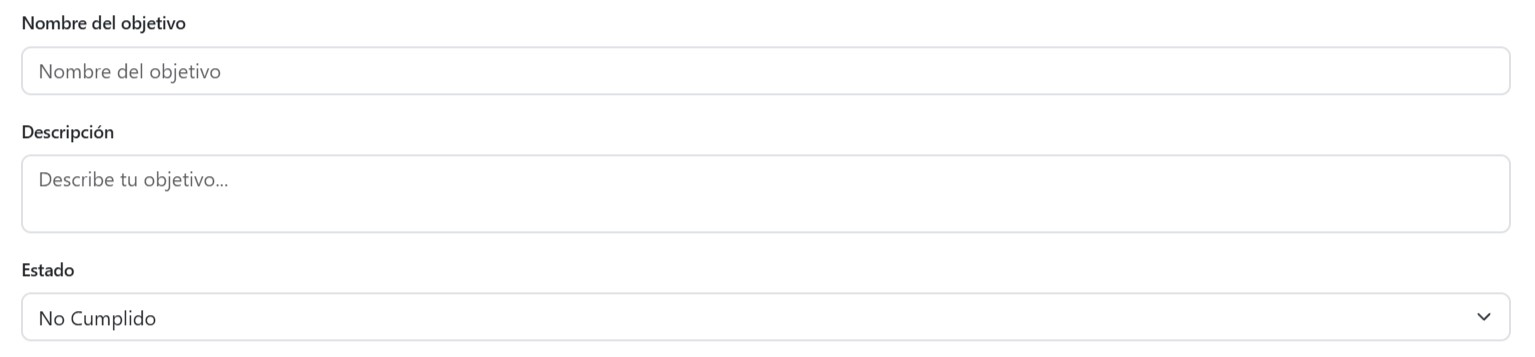 Nombre del objetivo
Nombre del objetivo
Descripción
Describe tu objetivo...
Estado
No Cumplido